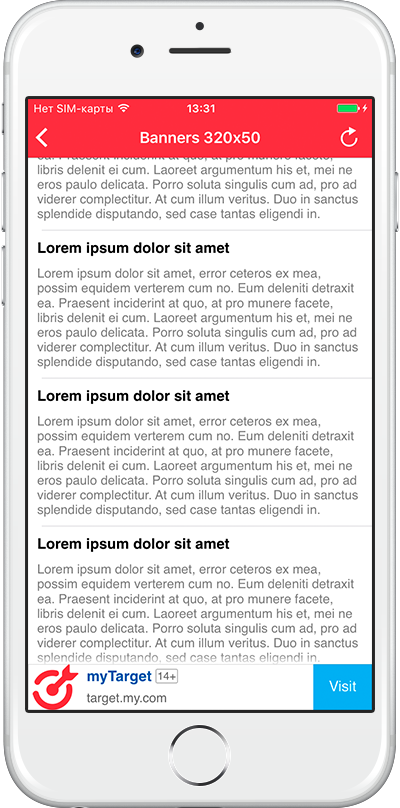 Нет SIM-карты 13:31
Banners 320x50
libris delenit ei cum. Laoreet argumentum his et, mei ne
eros paulo delicata. Porro soluta singulis cum ad, pro ad
viderer complectitur. At cum illum veritus. Duo in sanctus
splendide disputando, sed case tantas eligendi in.
Lorem ipsum dolor sit amet
Lorem ipsum dolor sit amet, error ceteros ex mea,
possim equidem verterem cum no. Eum deleniti detraxit
ea. Praesent inciderint at quo, at pro munere facete,
libris delenit ei cum. Laoreet argumentum his et, mei ne
eros paulo delicata. Porro soluta singulis cum ad, pro ad
viderer complectitur. At cum illum veritus. Duo in sanctus
splendide disputando, sed case tantas eligendi in.
Lorem ipsum dolor sit amet
Lorem ipsum dolor sit amet, error ceteros ex mea,
possim equidem verterem cum no. Eum deleniti detraxit
ea. Praesent inciderint at quo, at pro munere facete,
libris delenit ei cum. Laoreet argumentum his et, mei ne
eros paulo delicata. Porro soluta singulis cum ad, pro ad
viderer complectitur. At cum illum veritus. Duo in sanctus
splendide disputando, sed case tantas eligendi in.
Lorem ipsum dolor sit amet
Lorem ipsum dolor sit amet, error ceteros ex mea,
possim equidem verterem cum no. Eum deleniti detraxit
ea. Praesent inciderint at quo, at pro munere facete,
libris delenit ei cum. Laoreet argumentum his et, mei ne
eros paulo delicata. Porro soluta singulis cum ad, pro ad
viderer complectitur. At cum illum veritus. Duo in sanctus
splendide disputando, sed case tantas eligendi in.
myTarget 14+
target.my.com
Visit